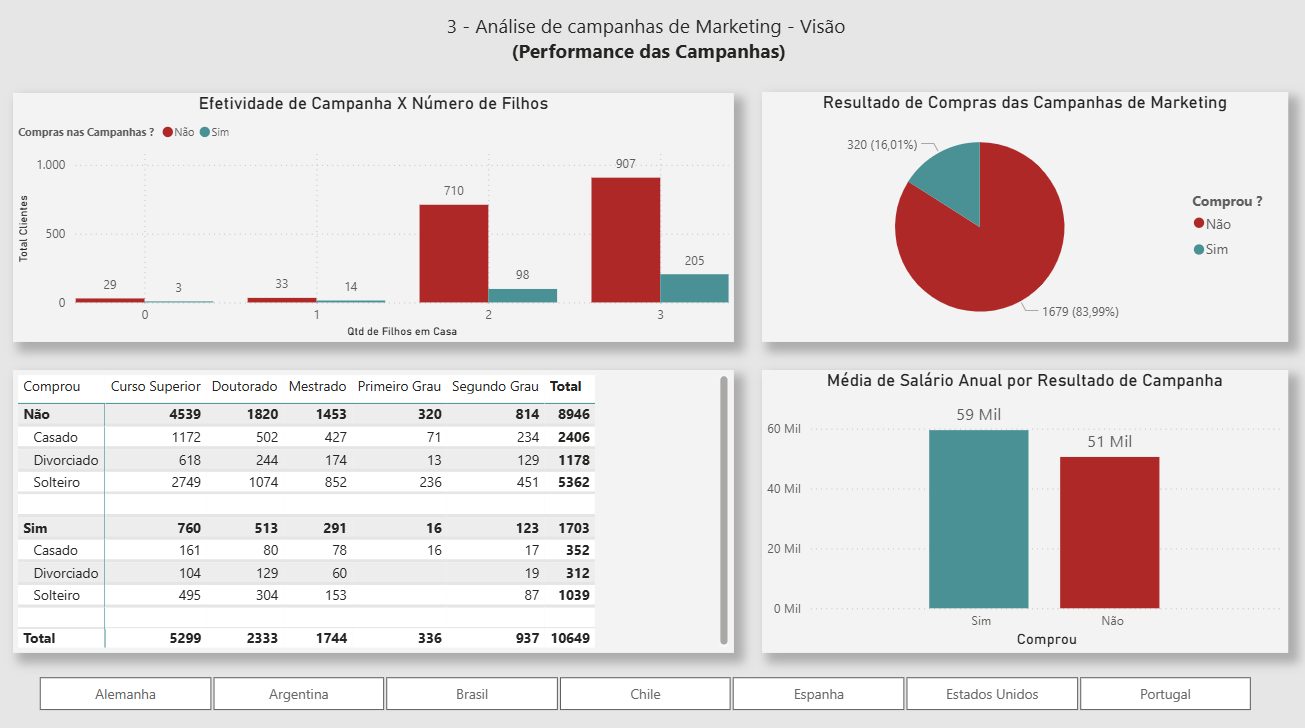 3 - Análise de campanhas de Marketing - Visão
(Performance das Campanhas)
Efetividade de Campanha X Número de Filhos
Compras nas Campanhas ? Não Sim
1.000
500
0
Total Clientes
29
3
33
14
710
98
907
205
0 1 2 3
Qtd de Filhos em Casa
Resultado de Compras das Campanhas de Marketing
320 (16,01%)
1679 (83,99%)
Comprou ?
Não
Sim
Comprou Curso Superior Doutorado Mestrado Primeiro Grau Segundo Grau Total
Não 4539 1820 1453 320 814 8946
Casado 1172 502 427 71 234 2406
Divorciado 618 244 174 13 129 1178
Solteiro 2749 1074 852 236 451 5362
Sim 760 513 291 16 123 1703
Casado 161 80 78 16 17 352
Divorciado 104 129 60 19 312
Solteiro 495 304 153 87 1039
Total 5299 2333 1744 336 937 10649
Média de Salário Anual por Resultado de Campanha
60 Mil
40 Mil
20 Mil
0 Mil
59 Mil
51 Mil
Sim Não
Comprou
Alemanha Argentina Brasil Chile Espanha Estados Unidos Portugal